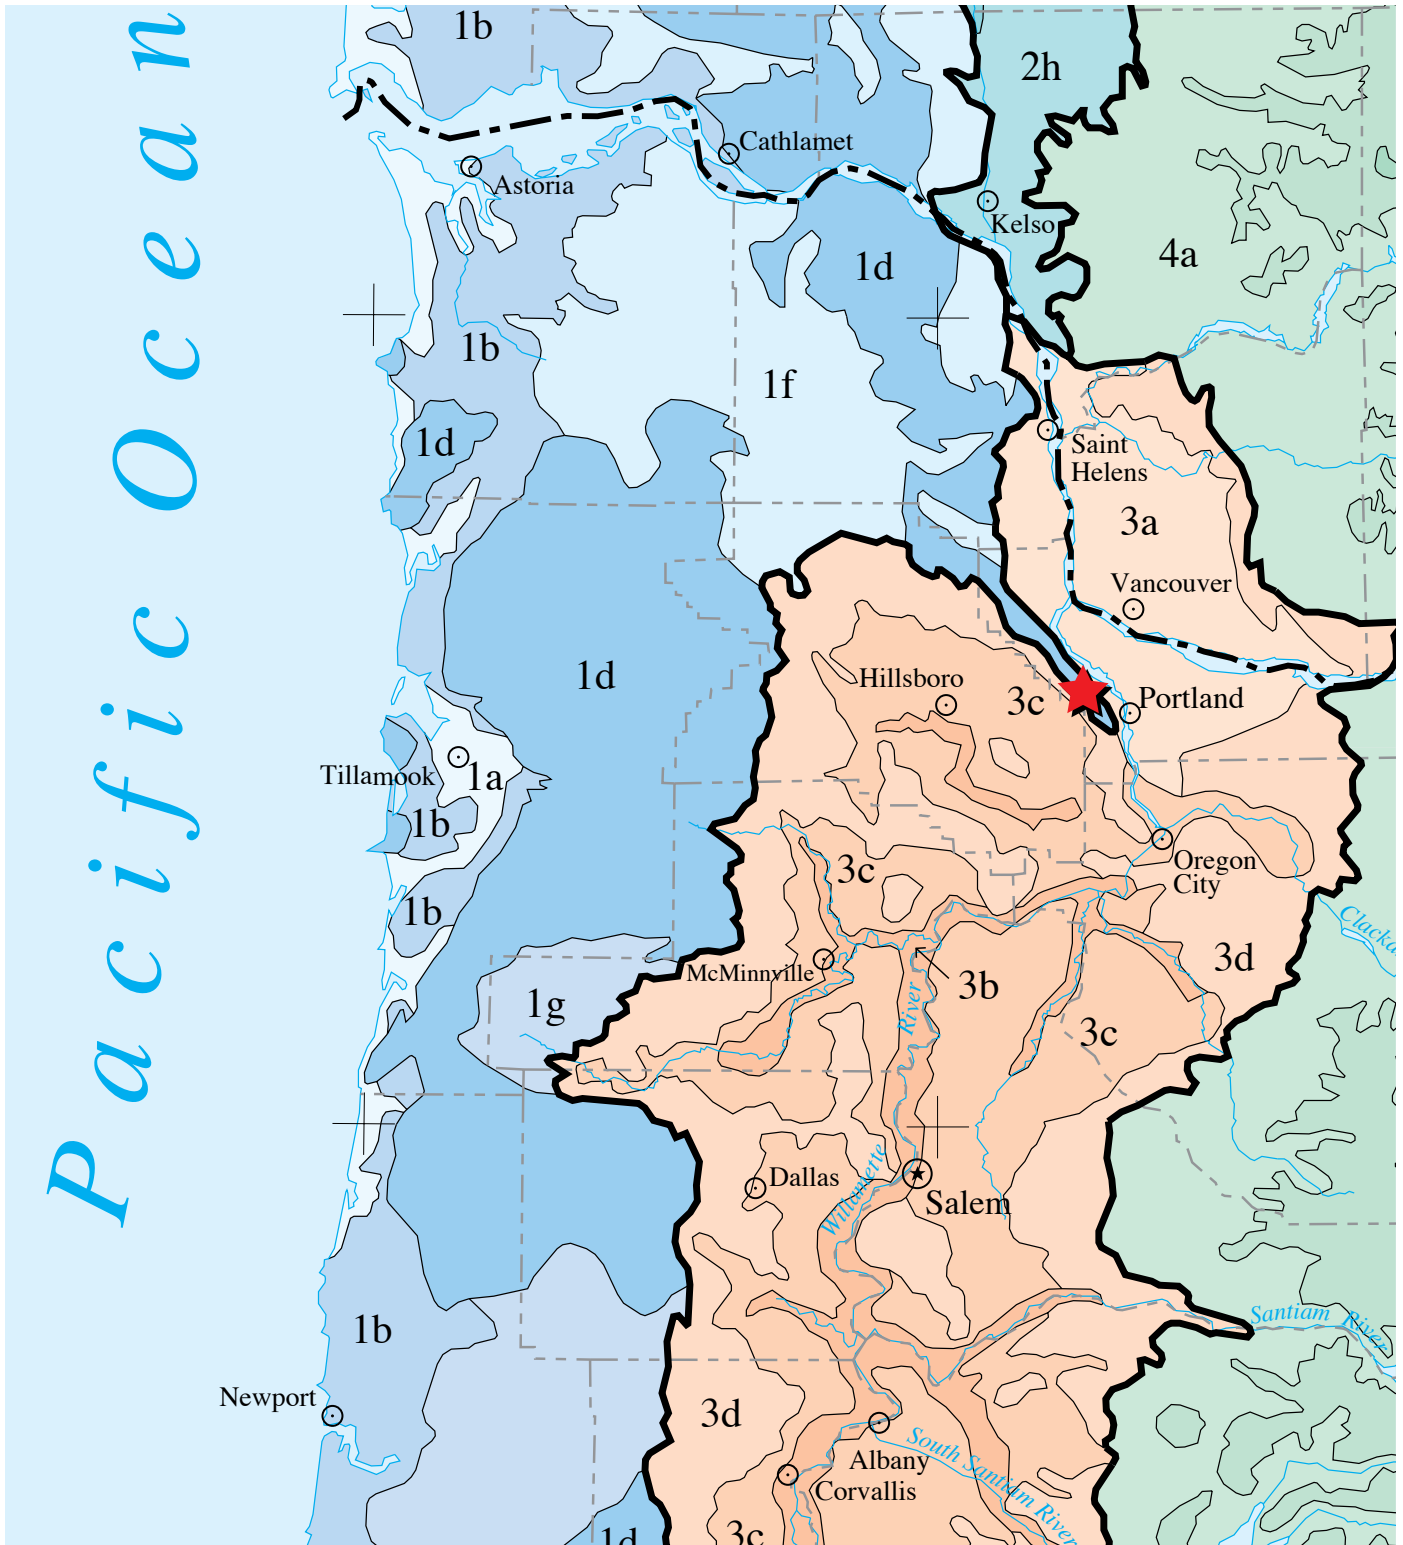 Pacific Ocean
1b
2h
Cathlamet
Astoria
Kelso
4a
1d
1b
1f
1d
Saint
Helens
3a
Vancouver
1d
Hillsboro
3c
Portland
Tillamook
1a
1b
3c
Oregon
City
1b
Clacka
3d
McMinnville
3b
1g
River
3c
Dallas
Willamette
Salem
Santiam River
1b
Newport
3d
Albany
South Santiam River
Corvallis
1d
3c